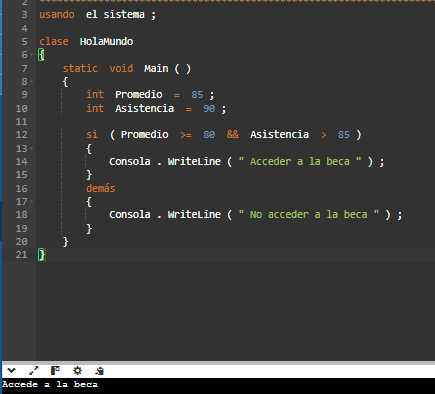 2
3 usando el sistema ;
4
5 clase HolaMundo
6 {
7 static void Main ( )
8 {
9 int Promedio = 85 ;
10 int Asistencia = 90 ;
11
12 si ( Promedio >= 80 && Asistencia > 85 )
13 {
14 Consola . WriteLine ( " Acceder a la beca " ) ;
15 }
16 demás
17 {
18 Consola . WriteLine ( " No acceder a la beca " ) ;
19 }
20 }
21 }
Accede a la beca